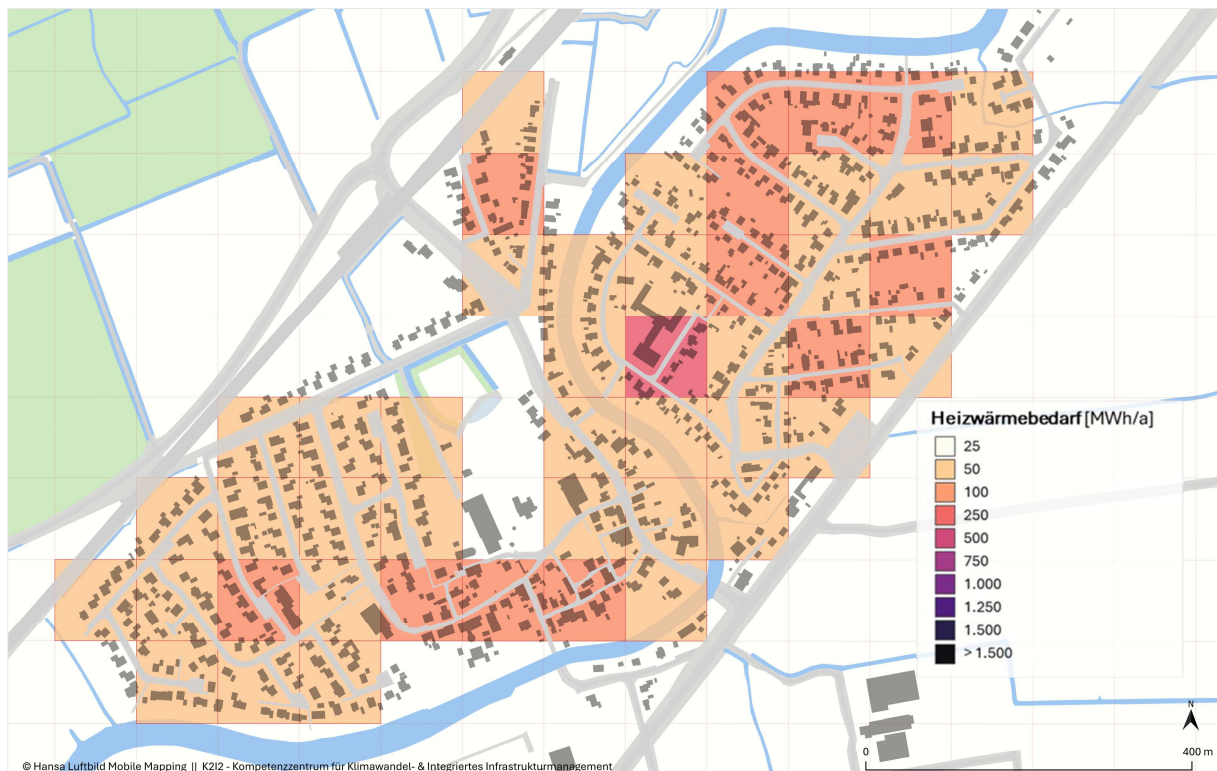 Heizwärmebedarf [MWh/a]
25
50
100
250
500
750
1.000
1.250
1.500
> 1.500
N
0 400 m
© Hansa Luftbild Mobile Mapping || K2I2 - Kompetenzzentrum für Klimawandel- & Integriertes Infrastrukturmanagement